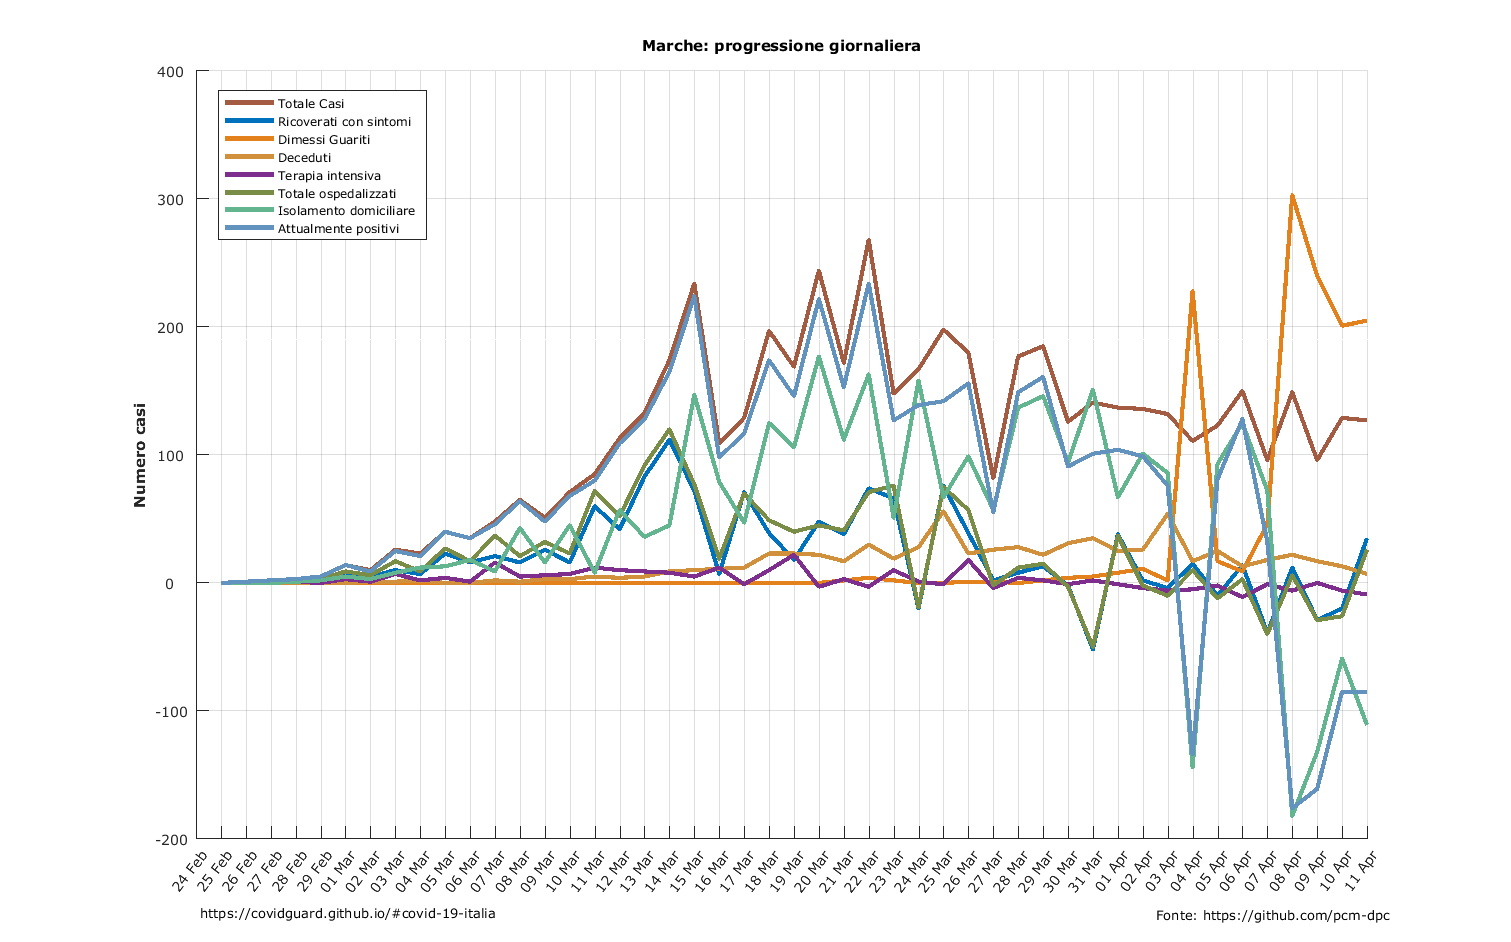 Marche: progressione giornaliera
400
300
200
100
0
-100
-200
Numero casi
Totale Casi
Ricoverati con sintomi
Dimessi Guariti
Deceduti
Terapia intensiva
Totale ospedalizzati
Isolamento domiciliare
Attualmente positivi
24 Feb
25 Feb
26 Feb
27 Feb
28 Feb
29 Feb
01 Mar
02 Mar
03 Mar
04 Mar
05 Mar
06 Mar
07 Mar
08 Mar
09 Mar
10 Mar
11 Mar
12 Mar
13 Mar
14 Mar
15 Mar
16 Mar
17 Mar
18 Mar
19 Mar
20 Mar
21 Mar
22 Mar
23 Mar
24 Mar
25 Mar
26 Mar
27 Mar
28 Mar
29 Mar
30 Mar
31 Mar
01 Apr
02 Apr
03 Apr
04 Apr
05 Apr
06 Apr
07 Apr
08 Apr
09 Apr
10 Apr
11 Apr
https://covidguard.github.io/#covid-19-italia
Fonte: https://github.com/pcm-dpc